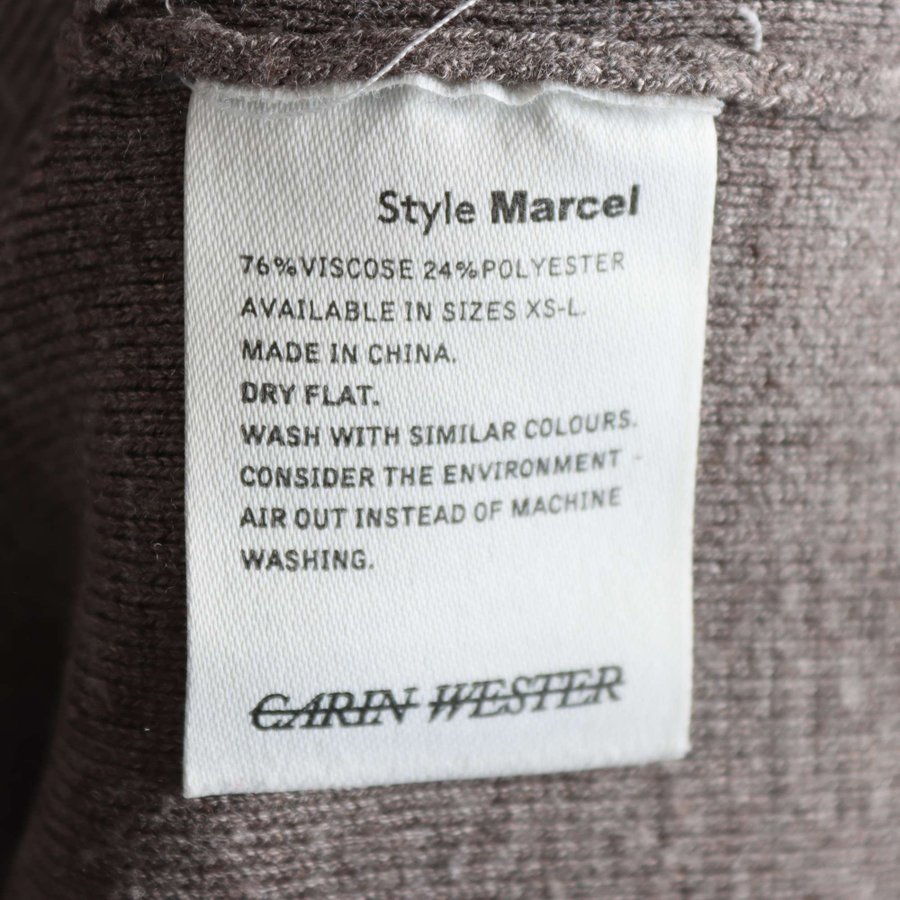 Style Marcel
76%VISCOSE 24%POLYESTER
AVAILABLE IN SIZES XS-L.
MADE IN CHINA.
DRY FLAT.
WASH WITH SIMILAR COLOURS.
CONSIDER THE ENVIRONMENT -
AIR OUT INSTEAD OF MACHINE
WASHING.
CARIN WESTER